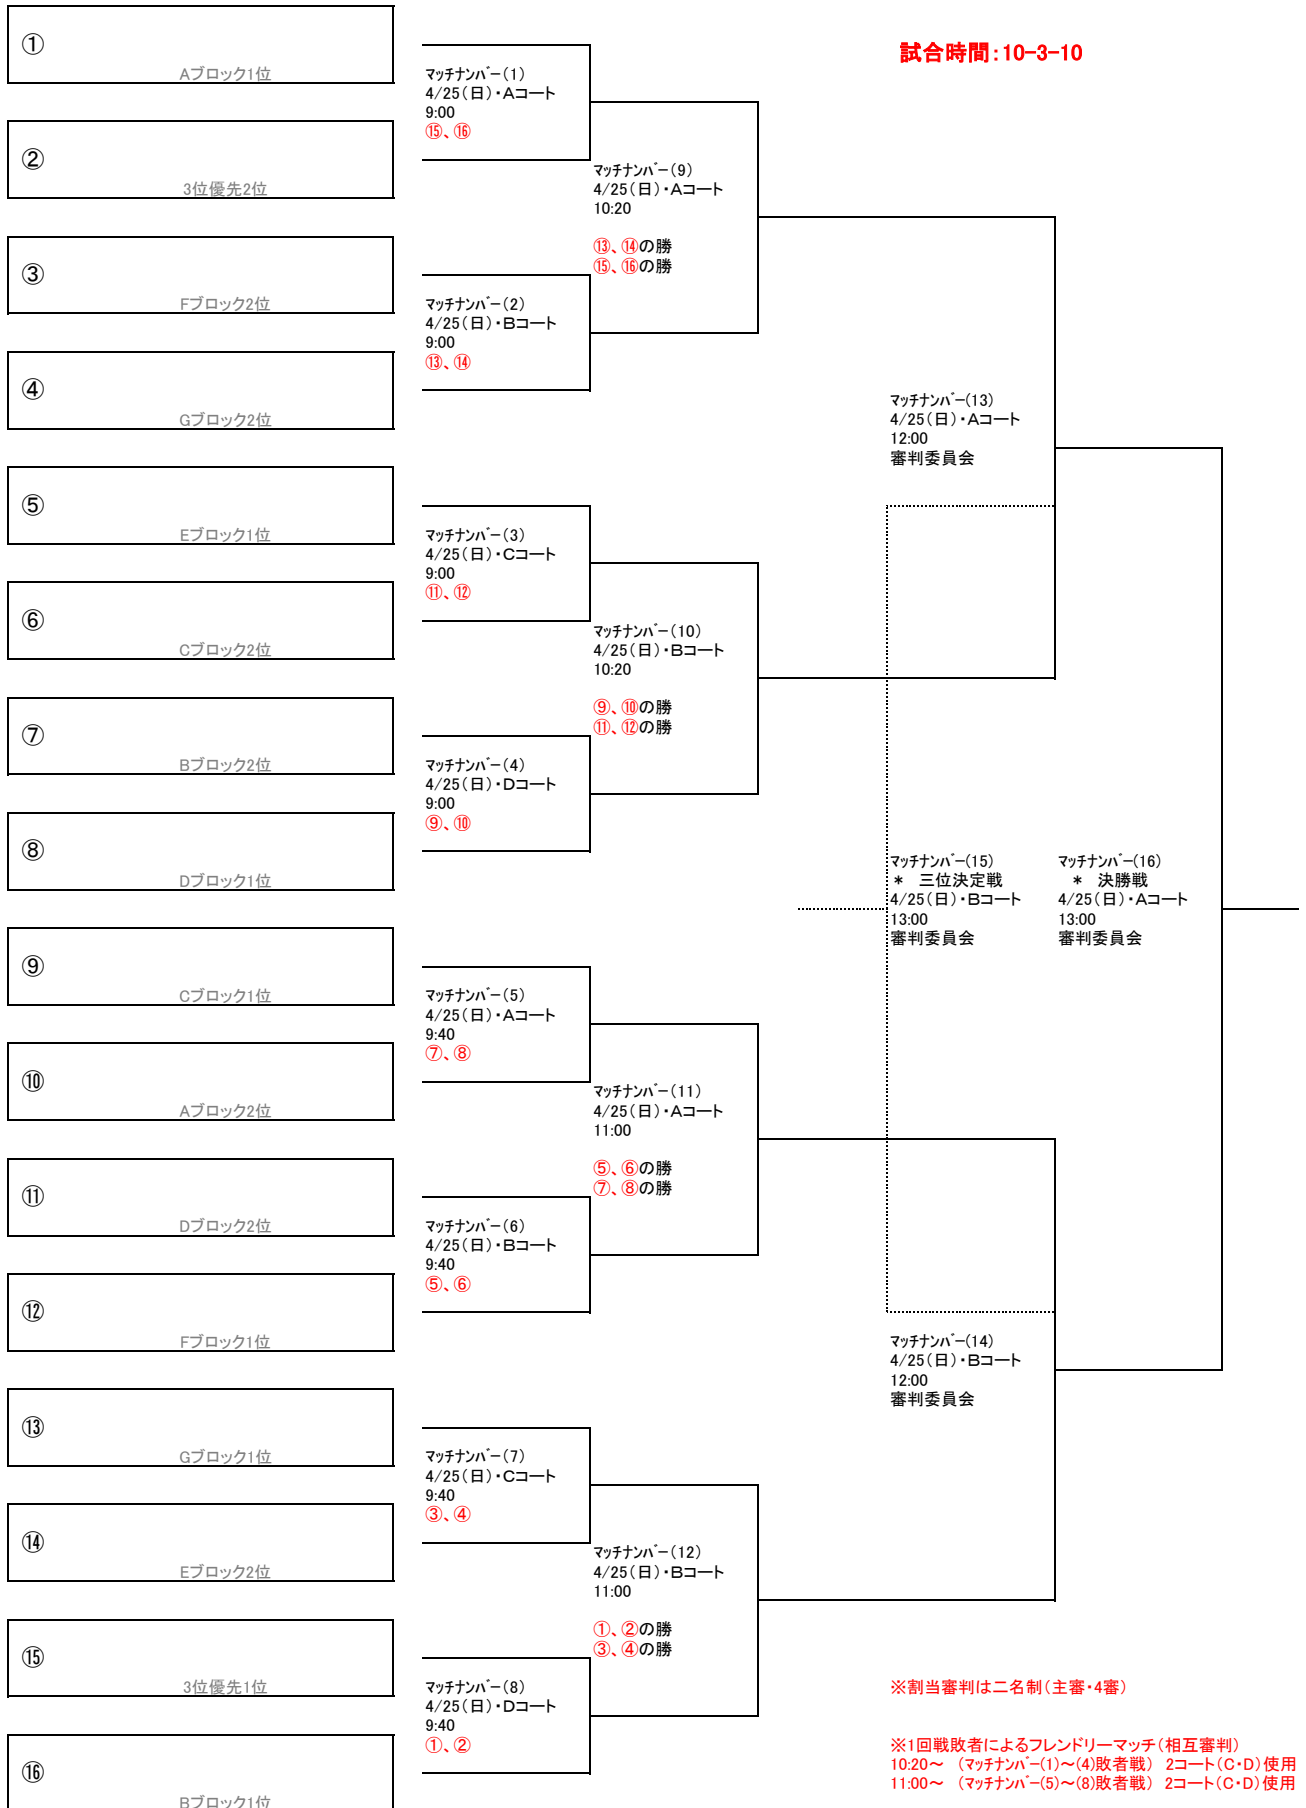 試合時間：10-3-10
①
Aブロック1位
②
3位優先2位
③
Fブロック2位
④
Gブロック2位
⑤
Eブロック1位
⑥
Cブロック2位
⑦
Bブロック2位
⑧
Dブロック1位
⑨
Cブロック1位
⑩
Aブロック2位
⑪
Dブロック2位
⑫
Fブロック1位
⑬
Gブロック1位
⑭
Eブロック2位
⑮
3位優先1位
⑯
Bブロック1位
ﾏｯﾁﾅﾝﾊﾞｰ(1)
4/25(日)・Aコート
9:00
⑮、⑯
ﾏｯﾁﾅﾝﾊﾞｰ(2)
4/25(日)・Bコート
9:00
⑬、⑭
ﾏｯﾁﾅﾝﾊﾞｰ(3)
4/25(日)・Cコート
9:00
⑪、⑫
ﾏｯﾁﾅﾝﾊﾞｰ(4)
4/25(日)・Dコート
9:00
⑨、⑩
ﾏｯﾁﾅﾝﾊﾞｰ(5)
4/25(日)・Aコート
9:40
⑦、⑧
ﾏｯﾁﾅﾝﾊﾞｰ(6)
4/25(日)・Bコート
9:40
⑤、⑥
ﾏｯﾁﾅﾝﾊﾞｰ(7)
4/25(日)・Cコート
9:40
③、④
ﾏｯﾁﾅﾝﾊﾞｰ(8)
4/25(日)・Dコート
9:40
①、②
ﾏｯﾁﾅﾝﾊﾞｰ(9)
4/25(日)・Aコート
10:20
⑬、⑭の勝
⑮、⑯の勝
ﾏｯﾁﾅﾝﾊﾞｰ(10)
4/25(日)・Bコート
10:20
⑨、⑩の勝
⑪、⑫の勝
ﾏｯﾁﾅﾝﾊﾞｰ(11)
4/25(日)・Aコート
11:00
⑤、⑥の勝
⑦、⑧の勝
ﾏｯﾁﾅﾝﾊﾞｰ(12)
4/25(日)・Bコート
11:00
①、②の勝
③、④の勝
ﾏｯﾁﾅﾝﾊﾞｰ(13)
4/25(日)・Aコート
12:00
審判委員会
ﾏｯﾁﾅﾝﾊﾞｰ(15)
＊ 三位決定戦
4/25(日)・Bコート
13:00
審判委員会
ﾏｯﾁﾅﾝﾊﾞｰ(16)
＊ 決勝戦
4/25(日)・Aコート
13:00
審判委員会
ﾏｯﾁﾅﾝﾊﾞｰ(14)
4/25(日)・Bコート
12:00
審判委員会
※割当審判は二名制(主審・4審)
※1回戦敗者によるフレンドリーマッチ(相互審判)
10:20～ (ﾏｯﾁﾅﾝﾊﾞｰ(1)～(4)敗者戦) 2コート(C・D)使用
11:00～ (ﾏｯﾁﾅﾝﾊﾞｰ(5)～(8)敗者戦) 2コート(C・D)使用